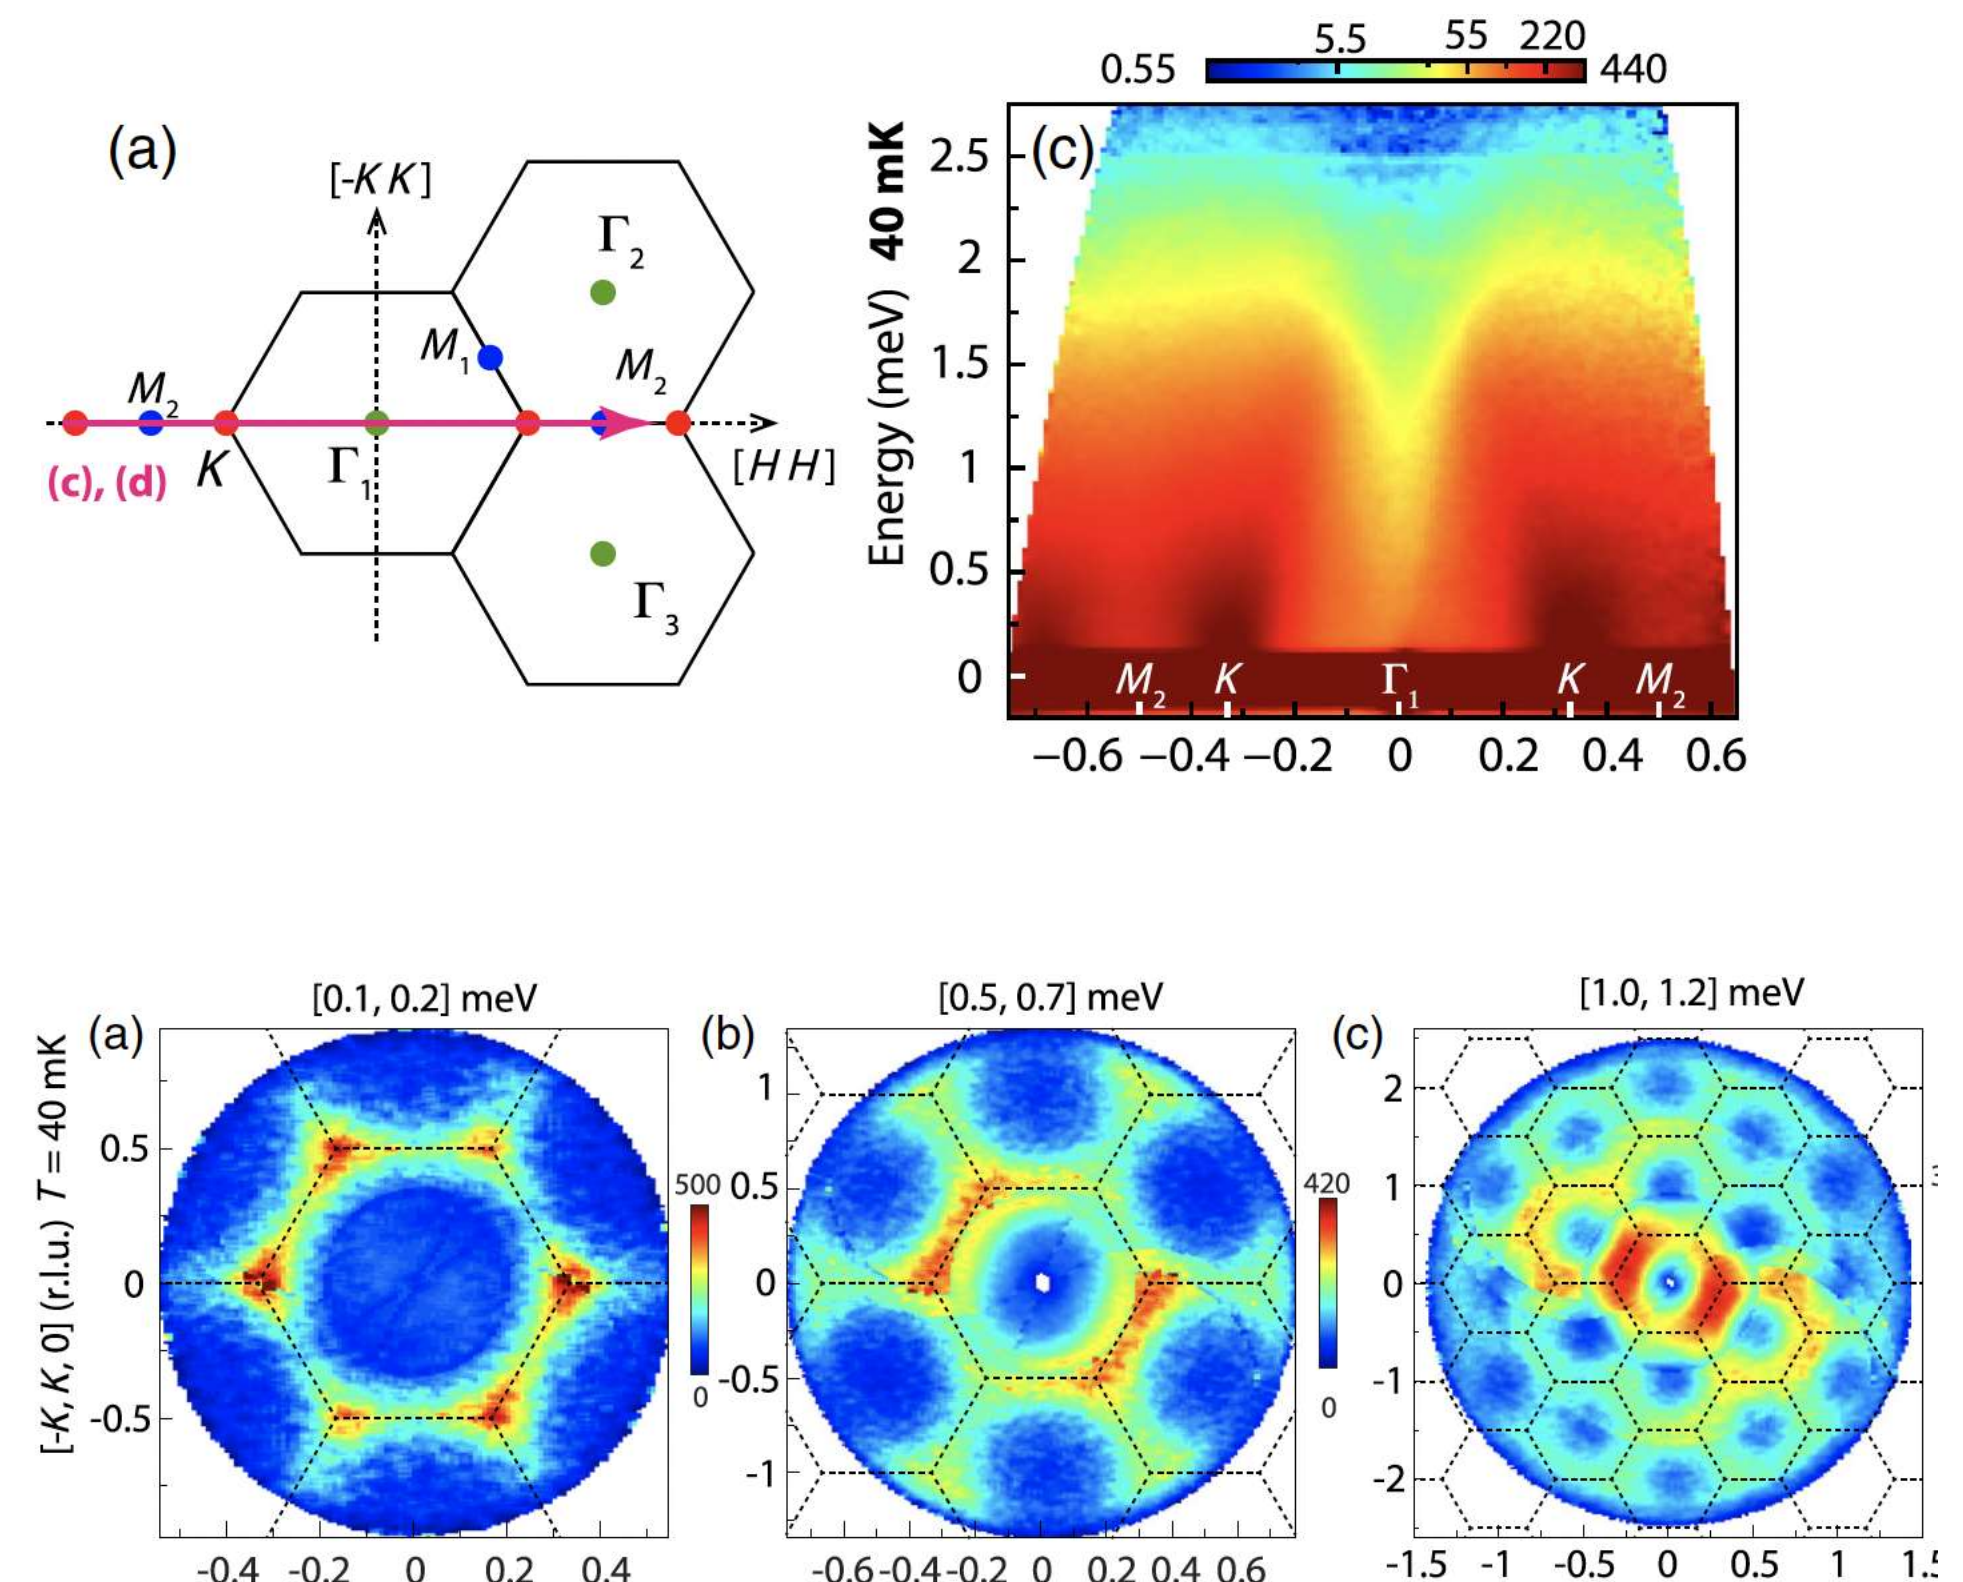 (a)
[-K K]
Γ2
M1
M2
M2
K
Γ1
[H H]
(c), (d)
Γ3
0.55 5.5 55 220 440
(c)
Energy (meV) 40 mK
2.5
2
1.5
1
0.5
0
M2 K Γ1 K M2
−0.6 −0.4 −0.2 0 0.2 0.4 0.6
(a)
[0.1, 0.2] meV
[-K, K, 0] (r.l.u.) T = 40 mK
0.5
0
-0.5
-0.4 -0.2 0 0.2 0.4
500
0
(b)
[0.5, 0.7] meV
1
0.5
0
-0.5
-1
-0.6 -0.4 -0.2 0 0.2 0.4 0.6
420
0
(c)
[1.0, 1.2] meV
2
1
0
-1
-2
-1.5 -1 -0.5 0 0.5 1